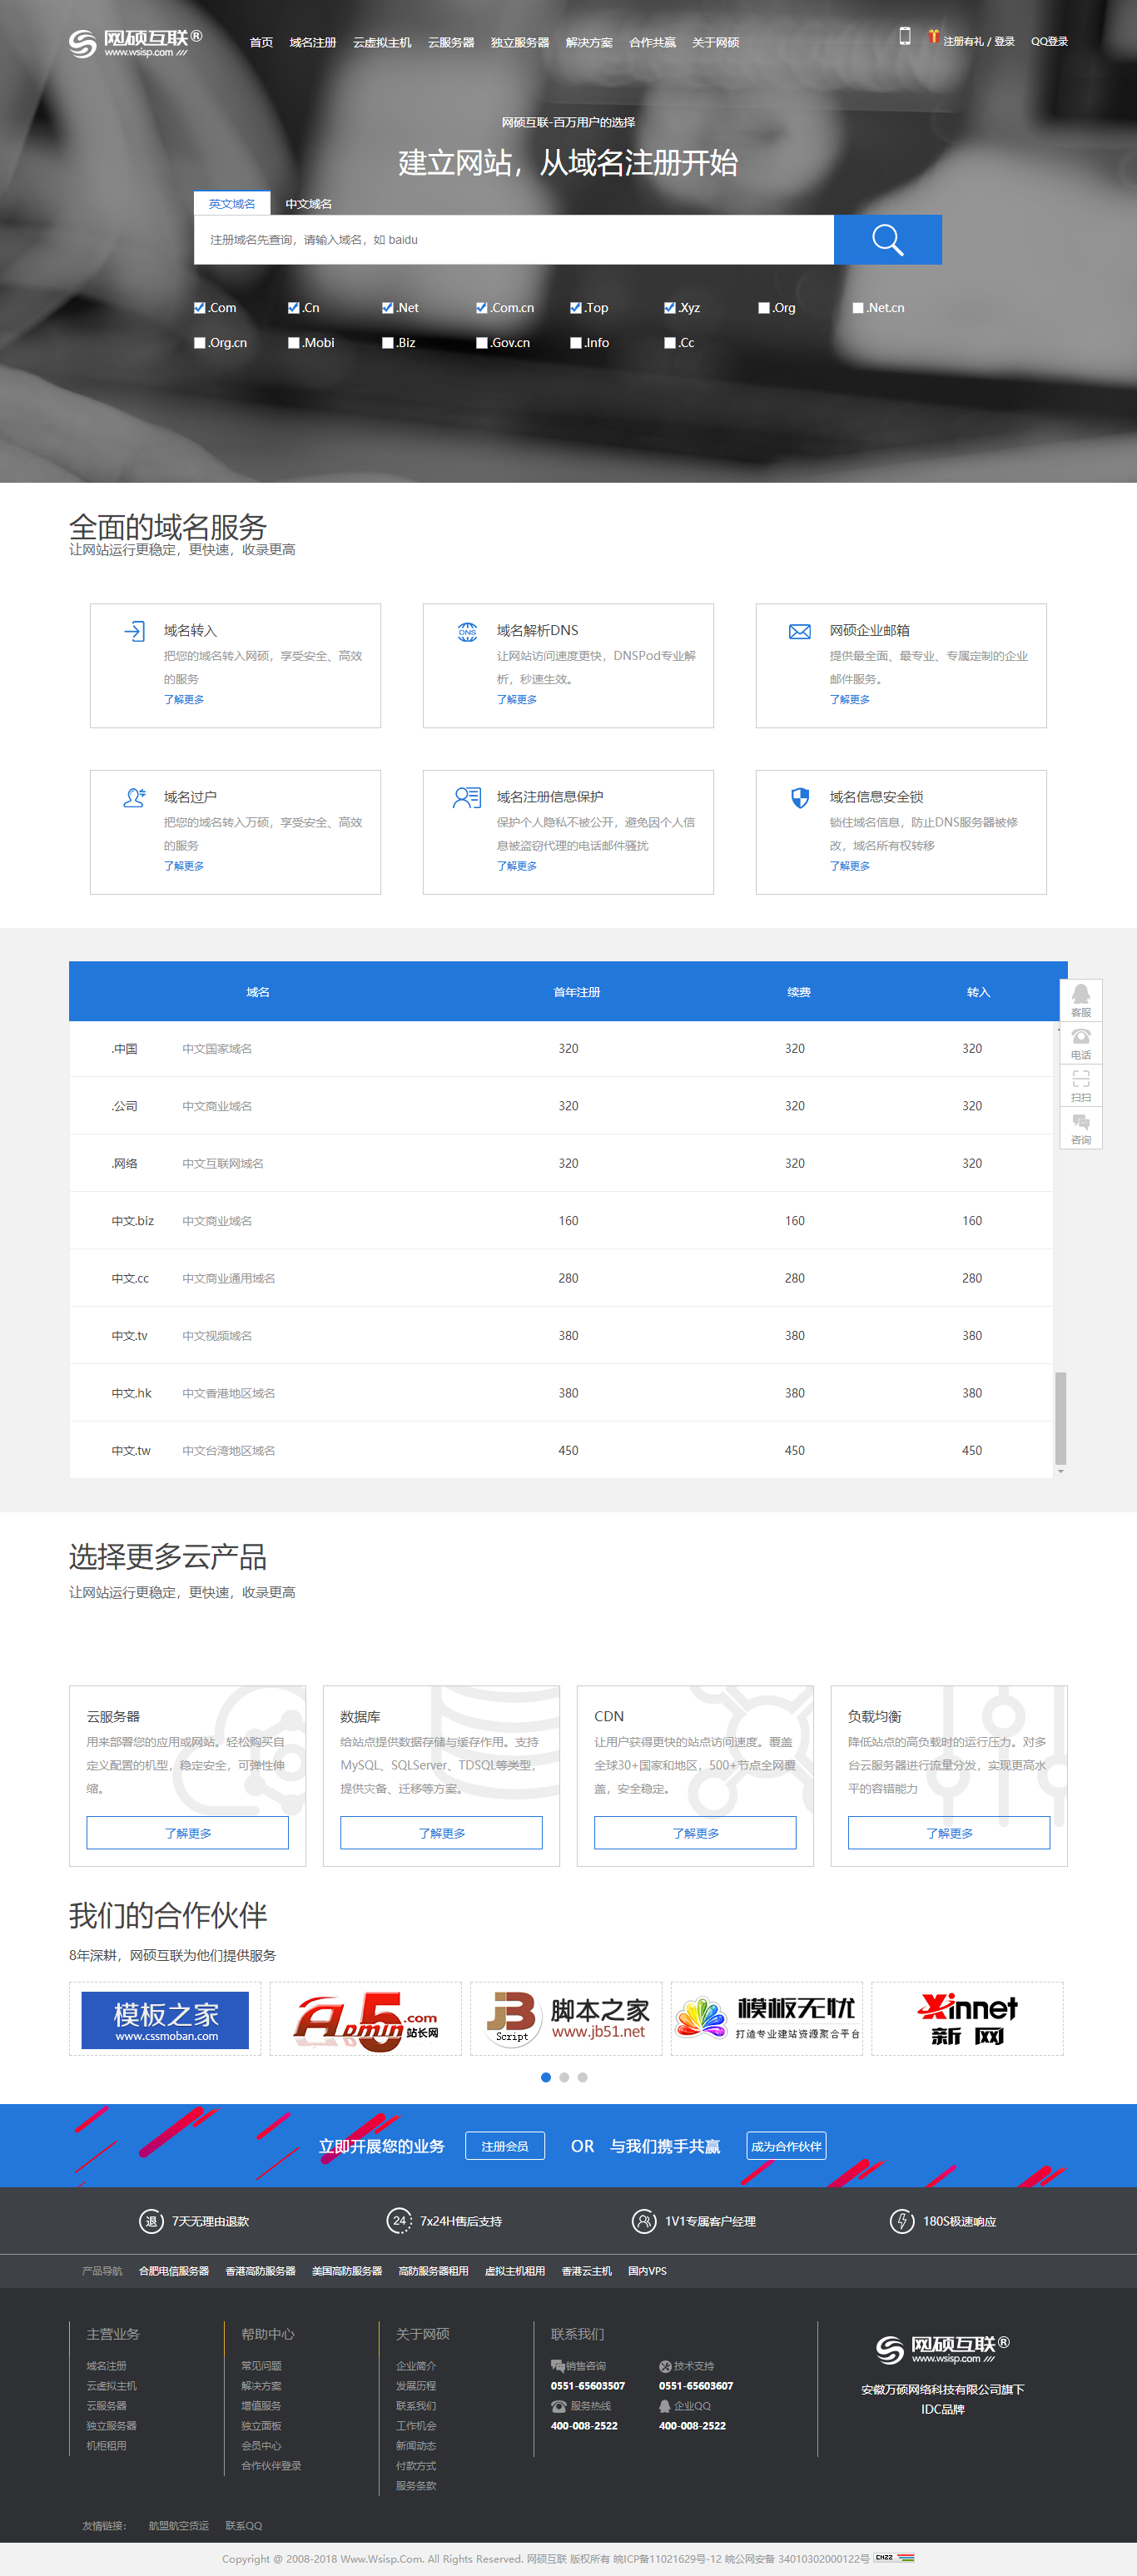 网硕互联®
www.wsisp.com
首页 域名注册 云虚拟主机 云服务器 独立服务器 解决方案 合作共赢 关于网硕
注册有礼 / 登录 QQ登录
网硕互联-百万用户的选择
建立网站，从域名注册开始
英文域名 中文域名
注册域名先查询，请输入域名，如 baidu
.Com .Cn .Net .Com.cn .Top .Xyz .Org .Net.cn
.Org.cn .Mobi .Biz .Gov.cn .Info .Cc
全面的域名服务
让网站运行更稳定，更快速，收录更高
域名转入
把您的域名转入网硕，享受安全、高效
的服务
了解更多
DNS
域名解析DNS
让网站访问速度更快，DNSPod专业解
析，秒速生效。
了解更多
网硕企业邮箱
提供最全面、最专业、专属定制的企业
邮件服务。
了解更多
域名过户
把您的域名转入万硕，享受安全、高效
的服务
了解更多
域名注册信息保护
保护个人隐私不被公开，避免因个人信
息被盗窃代理的电话邮件骚扰
了解更多
域名信息安全锁
锁住域名信息，防止DNS服务器被修
改，域名所有权转移
了解更多
域名 首年注册 续费 转入
.中国 中文国家域名 320 320 320
.公司 中文商业域名 320 320 320
.网络 中文互联网域名 320 320 320
中文.biz 中文商业域名 160 160 160
中文.cc 中文商业通用域名 280 280 280
中文.tv 中文视频域名 380 380 380
中文.hk 中文香港地区域名 380 380 380
中文.tw 中文台湾地区域名 450 450 450
客服
电话
扫扫
咨询
选择更多云产品
让网站运行更稳定，更快速，收录更高
云服务器
用来部署您的应用或网站。轻松购买自
定义配置的机型，稳定安全，可弹性伸
缩。
了解更多
数据库
给站点提供数据存储与缓存作用。支持
MySQL、SQLServer、TDSQL等类型，
提供灾备、迁移等方案。
了解更多
CDN
让用户获得更快的站点访问速度。覆盖
全球30+国家和地区，500+节点全网覆
盖，安全稳定。
了解更多
负载均衡
降低站点的高负载时的运行压力。对多
台云服务器进行流量分发，实现更高水
平的容错能力
了解更多
我们的合作伙伴
8年深耕，网硕互联为他们提供服务
模板之家
www.cssmoban.com
Admin5.com
站长网
JB
Script
脚本之家
www.jb51.net
模板无忧
打造专业建站资源聚合平台
Xinnet
新网
立即开展您的业务 注册会员 OR 与我们携手共赢 成为合作伙伴
退 7天无理由退款 24 7x24H售后支持 1V1专属客户经理 180S极速响应
产品导航 合肥电信服务器 香港高防服务器 美国高防服务器 高防服务器租用 虚拟主机租用 香港云主机 国内VPS
主营业务
域名注册
云虚拟主机
云服务器
独立服务器
机柜租用
帮助中心
常见问题
解决方案
增值服务
独立面板
会员中心
合作伙伴登录
关于网硕
企业简介
发展历程
联系我们
工作机会
新闻动态
付款方式
服务条款
联系我们
销售咨询 技术支持
0551-65603507 0551-65603607
服务热线 企业QQ
400-008-2522 400-008-2522
网硕互联®
www.wsisp.com
安徽万硕网络科技有限公司旗下
IDC品牌
友情链接： 航盟航空货运 联系QQ
Copyright @ 2008-2018 Www.Wsisp.Com. All Rights Reserved. 网硕互联 版权所有 皖ICP备11021629号-12 皖公网安备 34010302000122号 CNZZ